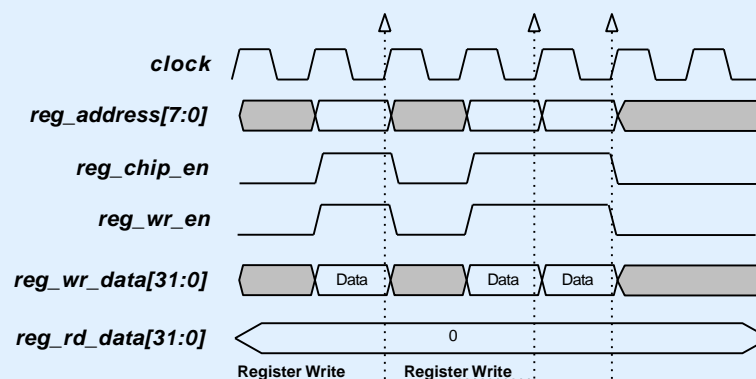 clock
reg_address[7:0]
reg_chip_en
reg_wr_en
reg_wr_data[31:0] Data Data Data
reg_rd_data[31:0] 0
Register Write Register Write